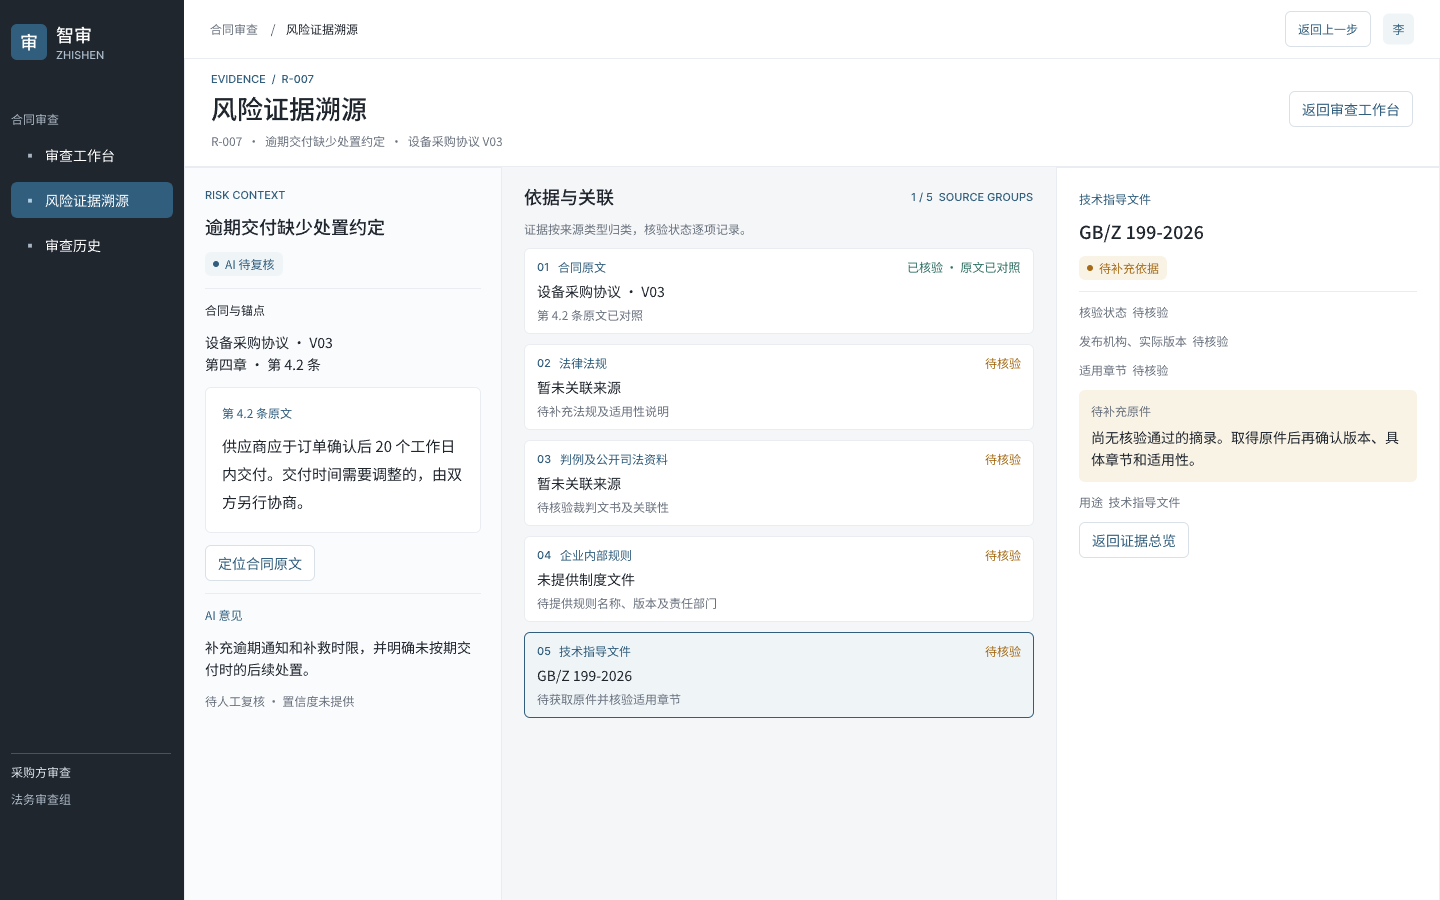 审
智审
ZHISHEN
合同审查
审查工作台
风险证据溯源
审查历史
采购方审查
法务审查组
合同审查 / 风险证据溯源
返回上一步
李
EVIDENCE / R-007
风险证据溯源
R-007 • 逾期交付缺少处置约定 • 设备采购协议 V03
返回审查工作台
RISK CONTEXT
逾期交付缺少处置约定
AI 待复核
合同与锚点
设备采购协议 • V03
第四章 • 第 4.2 条
第 4.2 条原文
供应商应于订单确认后 20 个工作日
内交付。交付时间需要调整的，由双
方另行协商。
定位合同原文
AI 意见
补充逾期通知和补救时限，并明确未按期交
付时的后续处置。
待人工复核 • 置信度未提供
依据与关联
1 / 5 SOURCE GROUPS
证据按来源类型归类，核验状态逐项记录。
01 合同原文
已核验 • 原文已对照
设备采购协议 • V03
第 4.2 条原文已对照
02 法律法规
待核验
暂未关联来源
待补充法规及适用性说明
03 判例及公开司法资料
待核验
暂未关联来源
待核验裁判文书及关联性
04 企业内部规则
待核验
未提供制度文件
待提供规则名称、版本及责任部门
05 技术指导文件
待核验
GB/Z 199-2026
待获取原件并核验适用章节
技术指导文件
GB/Z 199-2026
待补充依据
核验状态 待核验
发布机构、实际版本 待核验
适用章节 待核验
待补充原件
尚无核验通过的摘录。取得原件后再确认版本、具
体章节和适用性。
用途 技术指导文件
返回证据总览